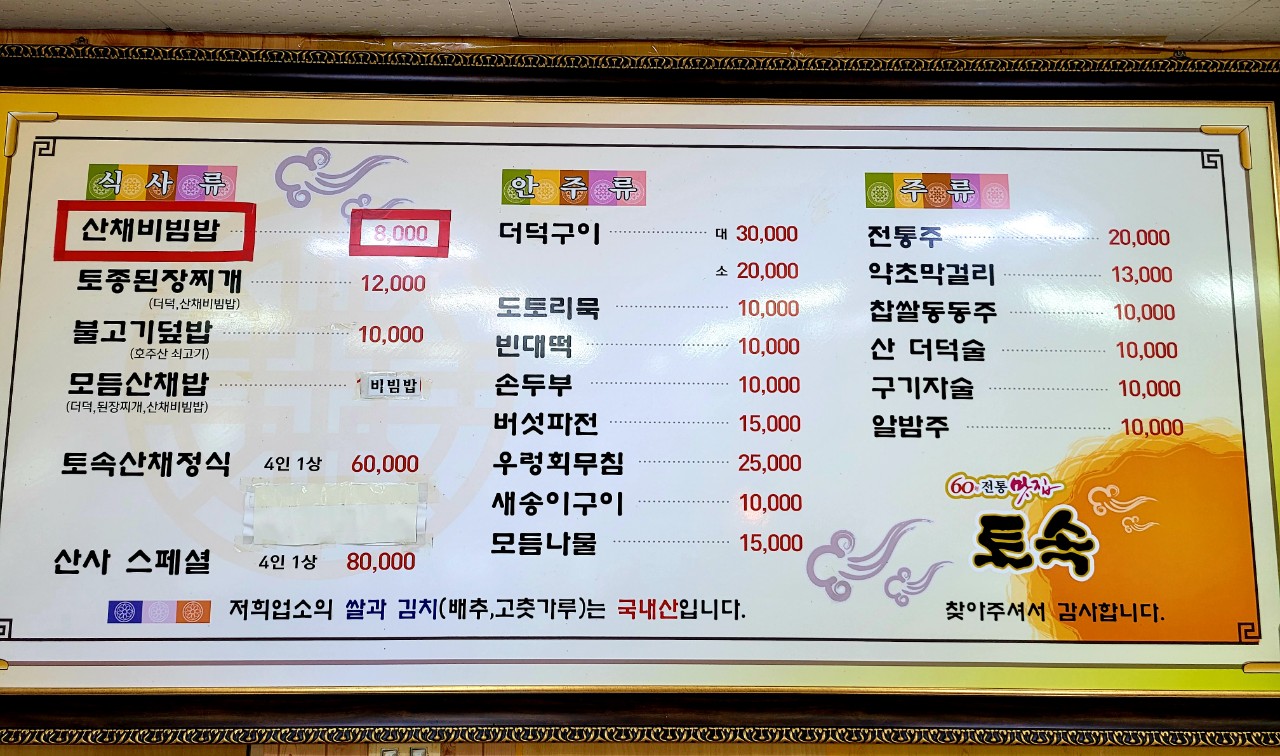 식사류
산채비빔밥 8,000
토종된장찌개 12,000
(더덕,산채비빔밥)
불고기덮밥 10,000
(호주산 쇠고기)
모듬산채밥 비빔밥
(더덕,된장찌개,산채비빔밥)
토속산채정식 4인 1상 60,000
산사 스페셜 4인 1상 80,000
안주류
더덕구이 대 30,000
소 20,000
도토리묵 10,000
빈대떡 10,000
손두부 10,000
버섯파전 15,000
우렁회무침 25,000
새송이구이 10,000
모듬나물 15,000
주류
전통주 20,000
약초막걸리 13,000
찹쌀동동주 10,000
산 더덕술 10,000
구기자술 10,000
알밤주 10,000
60년 전통 맛집
토속
저희업소의 쌀과 김치(배추,고춧가루)는 국내산입니다.
찾아주셔서 감사합니다.